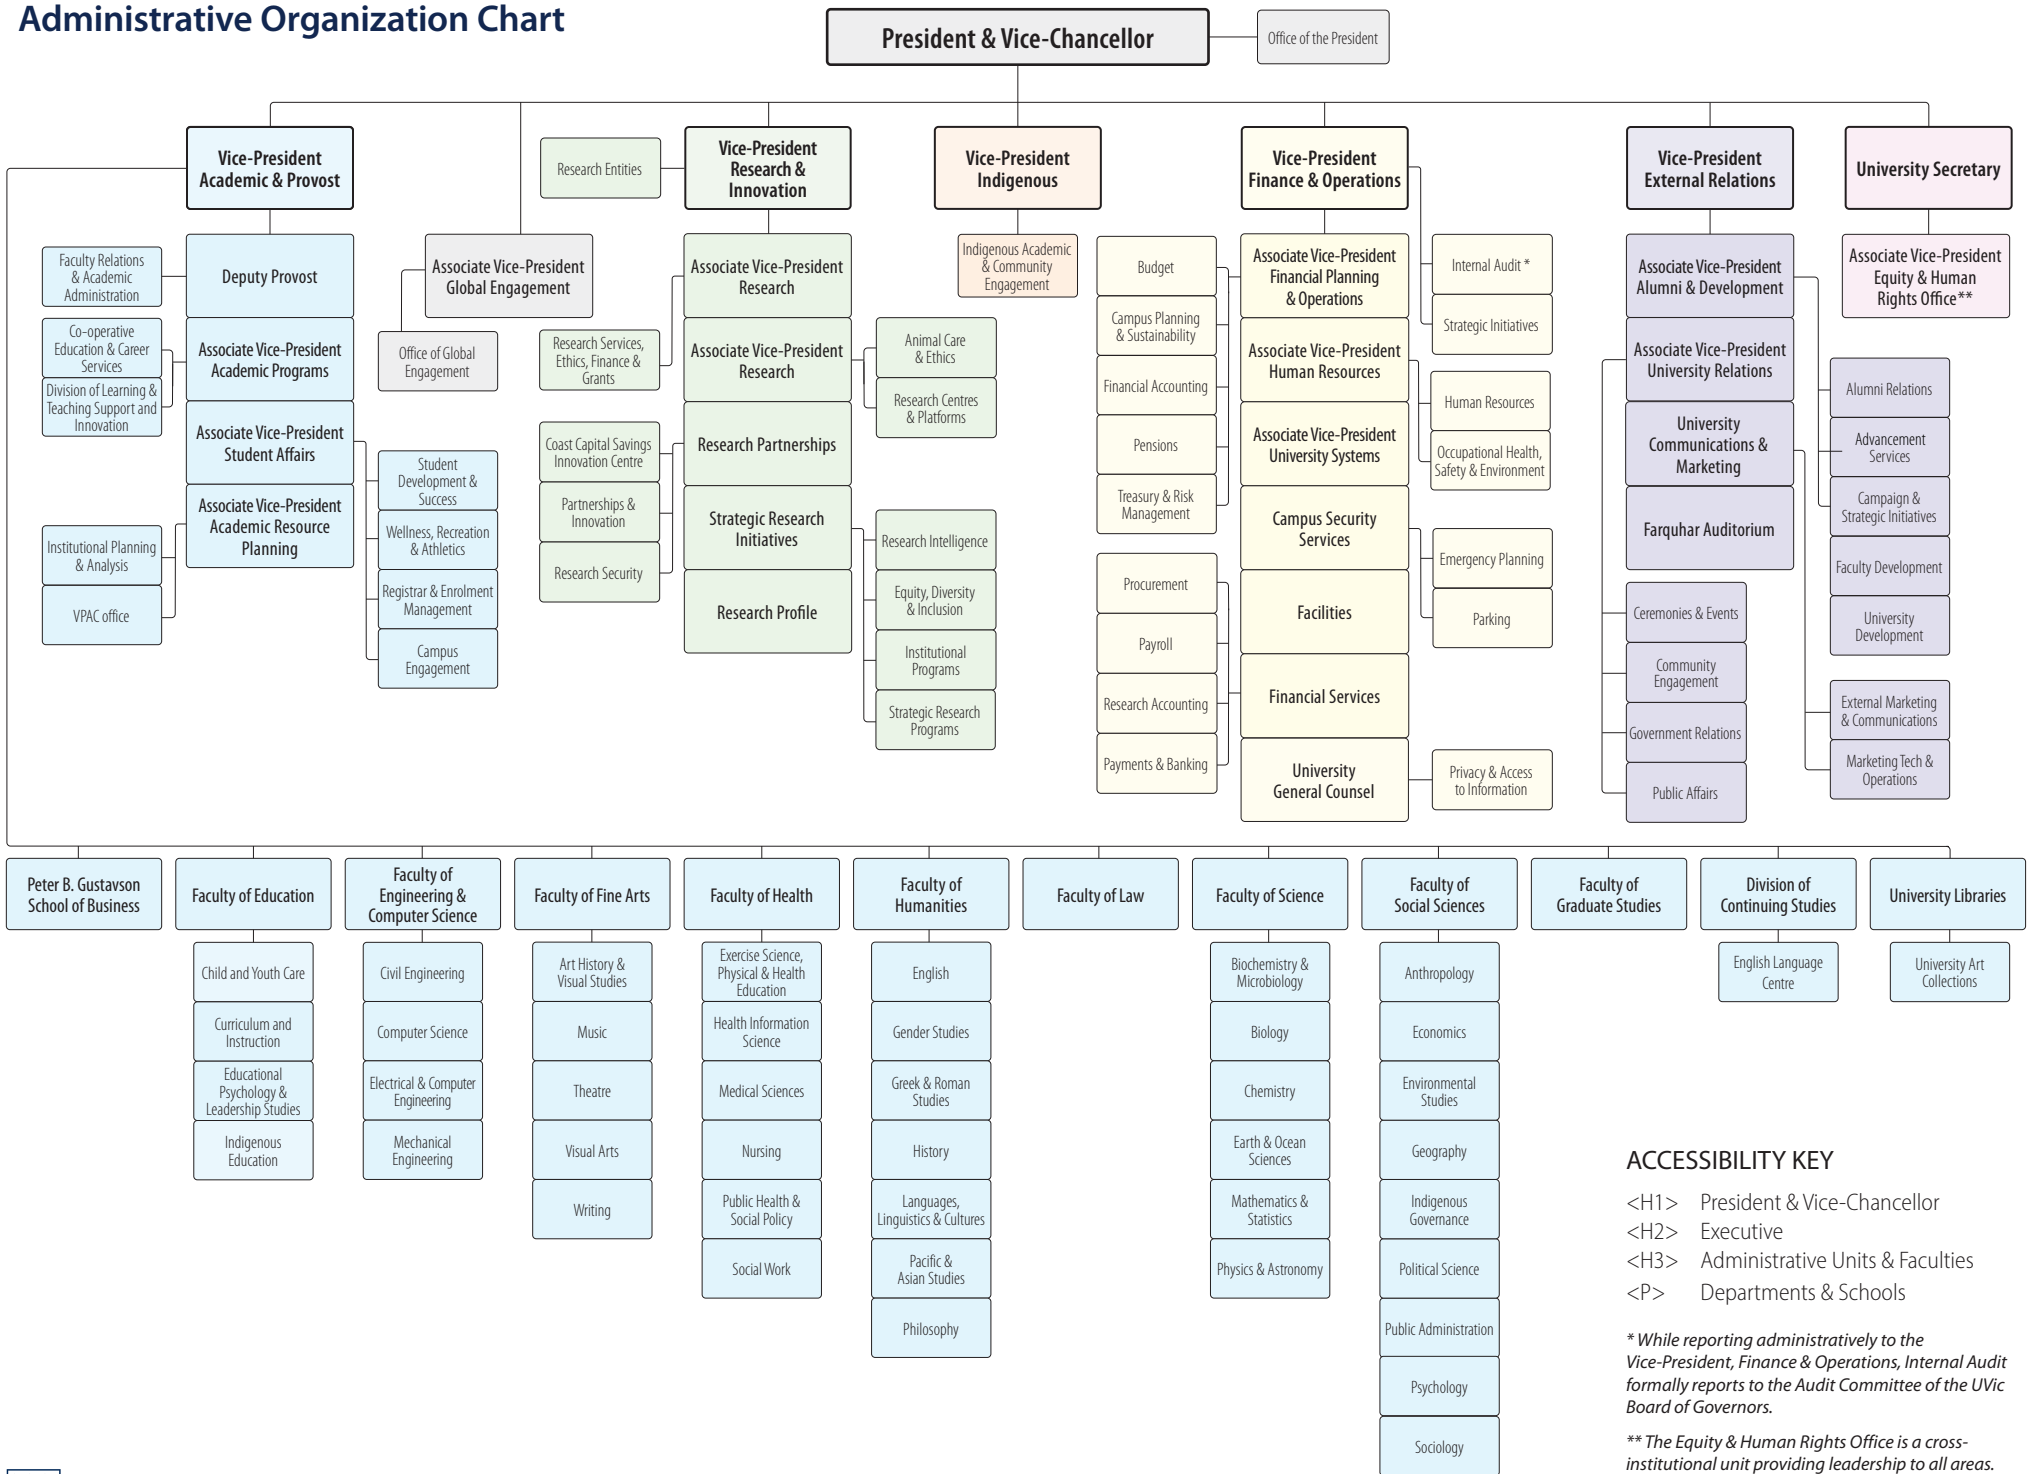 Administrative Organization Chart
President & Vice-Chancellor
Office of the President
Vice-President
Academic & Provost
Research Entities
Vice-President
Research &
Innovation
Vice-President
Indigenous
Vice-President
Finance & Operations
Vice-President
External Relations
University Secretary
Faculty Relations
& Academic
Administration
Deputy Provost
Co-operative
Education & Career
Services
Division of Learning &
Teaching Support and
Innovation
Associate Vice-President
Academic Programs
Associate Vice-President
Student Affairs
Student
Development &
Success
Wellness, Recreation
& Athletics
Registrar & Enrolment
Management
Campus
Engagement
Associate Vice-President
Academic Resource
Planning
Institutional Planning
& Analysis
VPAC office
Associate Vice-President
Global Engagement
Office of Global
Engagement
Associate Vice-President
Research
Research Services,
Ethics, Finance &
Grants
Associate Vice-President
Research
Animal Care
& Ethics
Research Centres
& Platforms
Research Partnerships
Coast Capital Savings
Innovation Centre
Partnerships &
Innovation
Research Security
Strategic Research
Initiatives
Research Intelligence
Equity, Diversity
& Inclusion
Institutional
Programs
Strategic Research
Programs
Research Profile
Indigenous Academic
& Community
Engagement
Budget
Campus Planning
& Sustainability
Financial Accounting
Pensions
Treasury & Risk
Management
Associate Vice-President
Financial Planning
& Operations
Internal Audit *
Strategic Initiatives
Associate Vice-President
Human Resources
Human Resources
Occupational Health,
Safety & Environment
Associate Vice-President
University Systems
Campus Security
Services
Emergency Planning
Parking
Facilities
Procurement
Payroll
Research Accounting
Payments & Banking
Financial Services
University
General Counsel
Privacy & Access
to Information
Associate Vice-President
Alumni & Development
Associate Vice-President
University Relations
University
Communications &
Marketing
Farquhar Auditorium
Ceremonies & Events
Community
Engagement
Government Relations
Public Affairs
Associate Vice-President
Equity & Human
Rights Office**
Alumni Relations
Advancement
Services
Campaign &
Strategic Initiatives
Faculty Development
University
Development
External Marketing
& Communications
Marketing Tech &
Operations
Peter B. Gustavson
School of Business
Faculty of Education
Child and Youth Care
Curriculum and
Instruction
Educational
Psychology &
Leadership Studies
Indigenous
Education
Faculty of
Engineering &
Computer Science
Civil Engineering
Computer Science
Electrical & Computer
Engineering
Mechanical
Engineering
Faculty of Fine Arts
Art History &
Visual Studies
Music
Theatre
Visual Arts
Writing
Faculty of Health
Exercise Science,
Physical & Health
Education
Health Information
Science
Medical Sciences
Nursing
Public Health &
Social Policy
Social Work
Faculty of
Humanities
English
Gender Studies
Greek & Roman
Studies
History
Languages,
Linguistics & Cultures
Pacific &
Asian Studies
Philosophy
Faculty of Law
Faculty of Science
Biochemistry &
Microbiology
Biology
Chemistry
Earth & Ocean
Sciences
Mathematics &
Statistics
Physics & Astronomy
Faculty of
Social Sciences
Anthropology
Economics
Environmental
Studies
Geography
Indigenous
Governance
Political Science
Public Administration
Psychology
Sociology
Faculty of
Graduate Studies
Division of
Continuing Studies
English Language
Centre
University Libraries
University Art
Collections
ACCESSIBILITY KEY
<H1> President & Vice-Chancellor
<H2> Executive
<H3> Administrative Units & Faculties
<P> Departments & Schools
* While reporting administratively to the
Vice-President, Finance & Operations, Internal Audit
formally reports to the Audit Committee of the UVic
Board of Governors.
** The Equity & Human Rights Office is a cross-
institutional unit providing leadership to all areas.